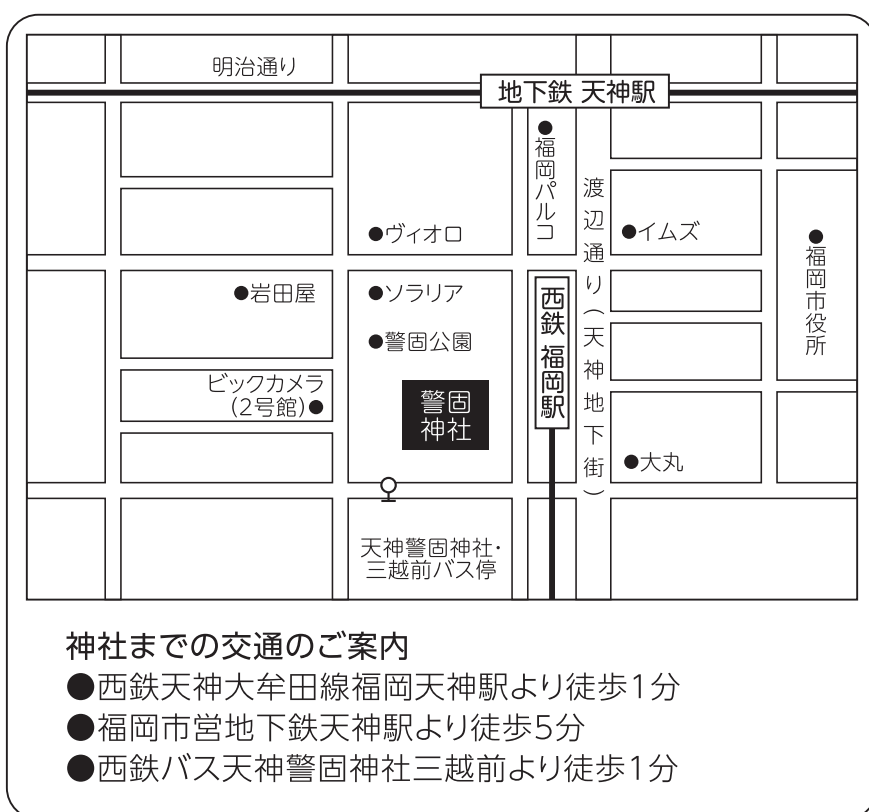 明治通り
地下鉄 天神駅
●福岡パルコ
渡辺通り(天神地下街)
●ヴィオロ
●イムズ
●福岡市役所
●岩田屋
●ソラリア
西鉄 福岡駅
●警固公園
ビックカメラ
(2号館)●
警固
神社
●大丸
天神警固神社・
三越前バス停
神社までの交通のご案内
●西鉄天神大牟田線福岡天神駅より徒歩1分
●福岡市営地下鉄天神駅より徒歩5分
●西鉄バス天神警固神社三越前より徒歩1分